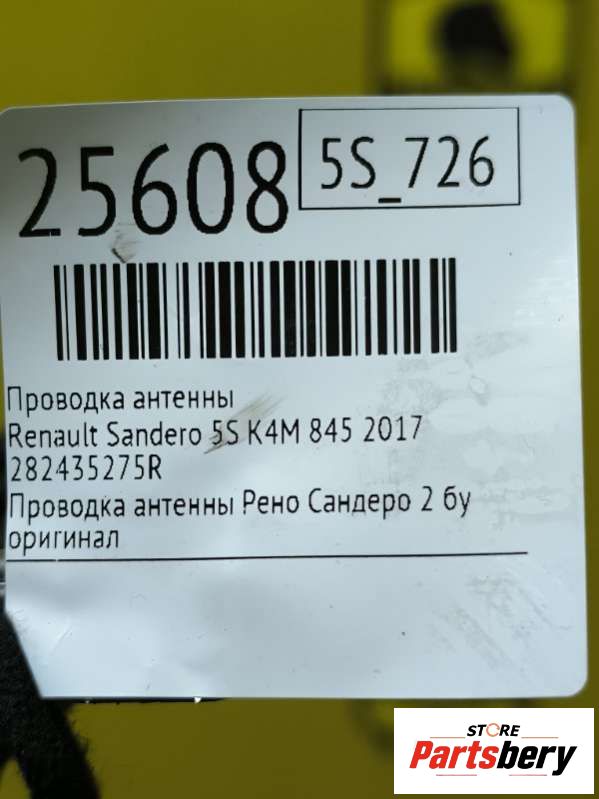 25608
5S_726
Проводка антенны
Renault Sandero 5S K4M 845 2017
282435275R
Проводка антенны Рено Сандеро 2 бу
оригинал
STORE
Partsbery